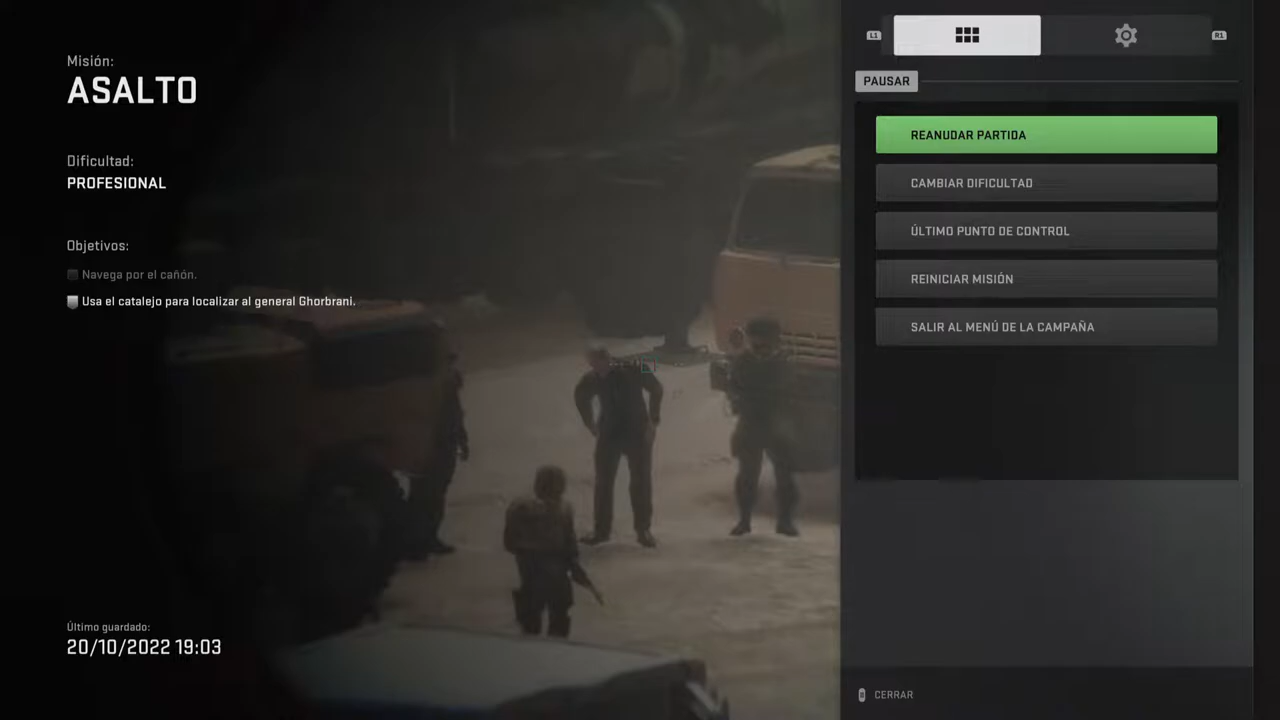 Misión:
ASALTO
Dificultad:
PROFESIONAL
Objetivos:
Navega por el cañón.
Usa el catalejo para localizar al general Ghorbrani.
Último guardado:
20/10/2022 19:03
L1
R1
PAUSAR
REANUDAR PARTIDA
CAMBIAR DIFICULTAD
ÚLTIMO PUNTO DE CONTROL
REINICIAR MISIÓN
SALIR AL MENÚ DE LA CAMPAÑA
CERRAR